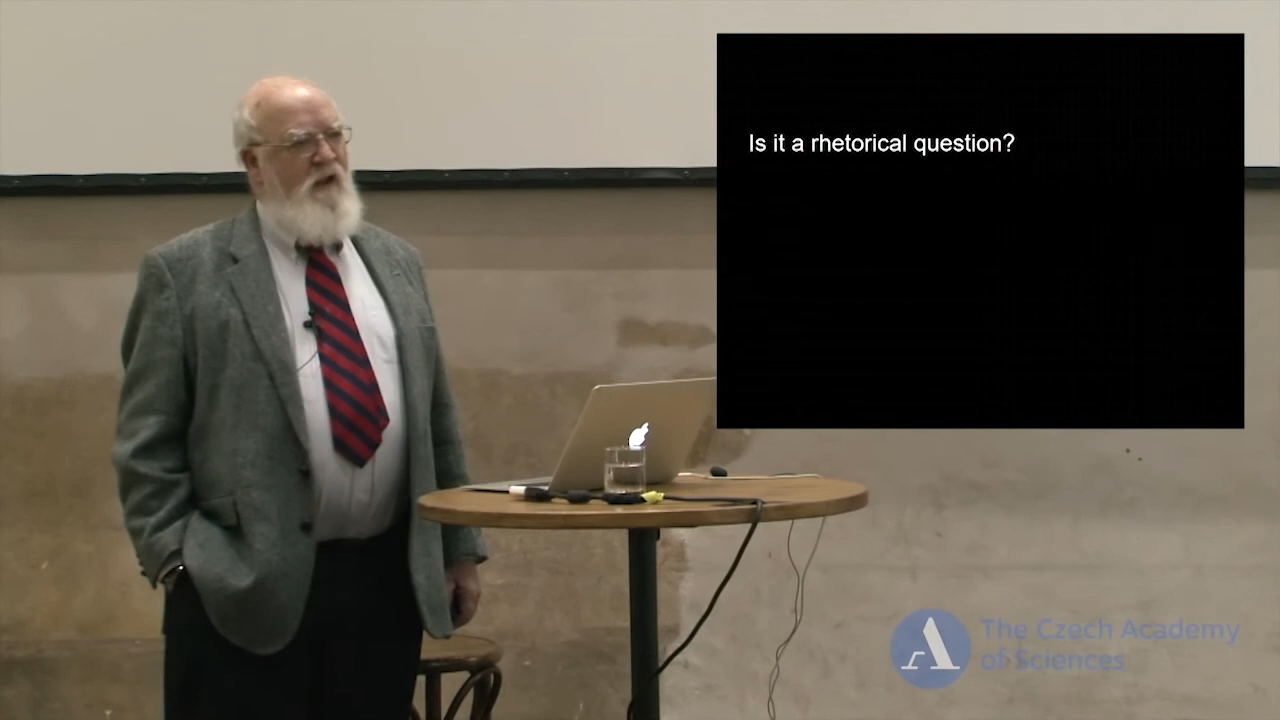 Is it a rhetorical question?
The Czech Academy
of Sciences